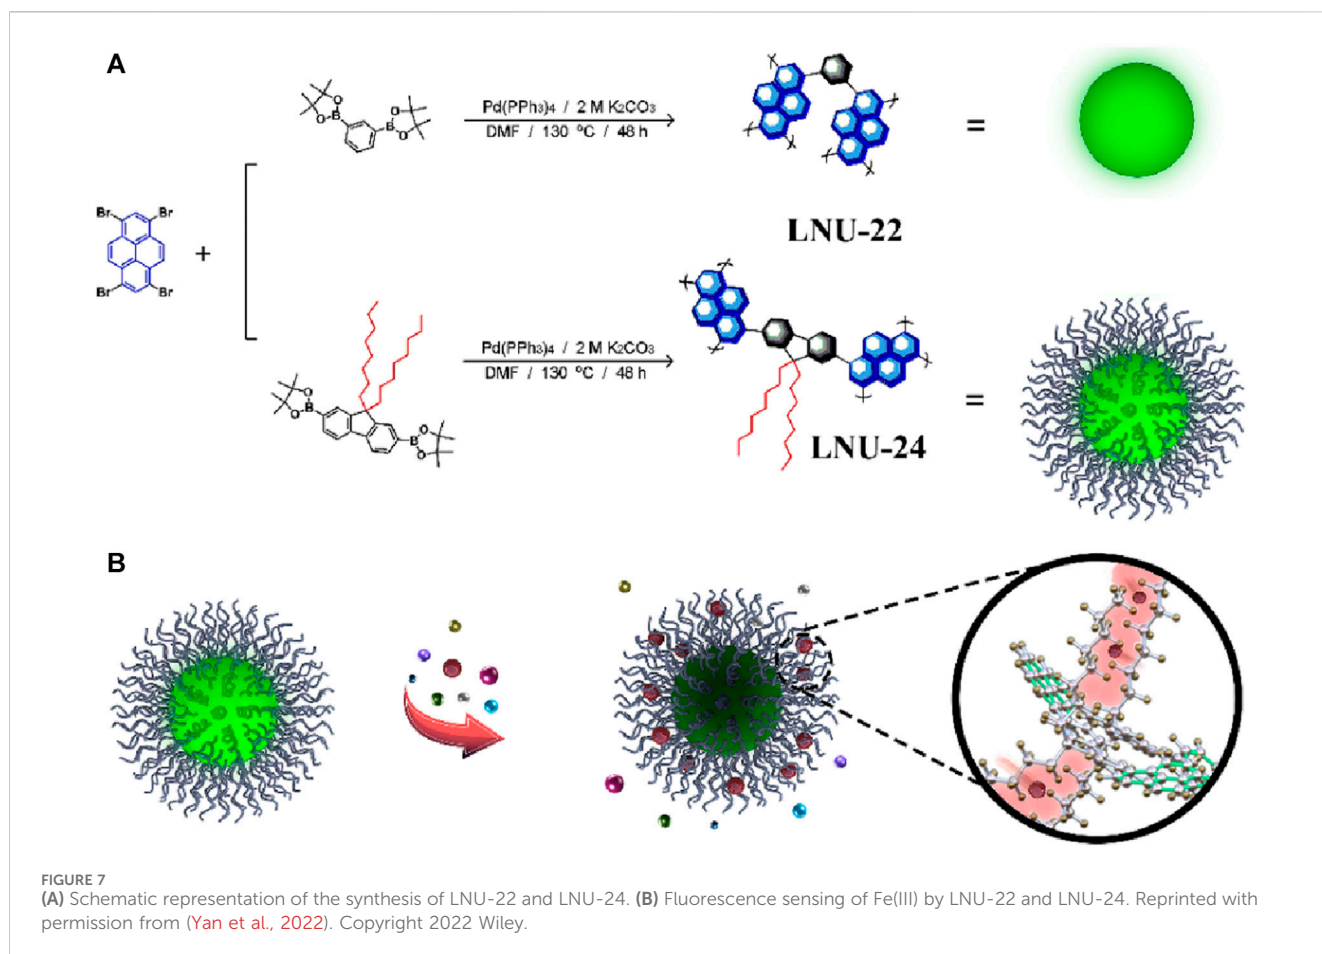 A
Pd(PPh₃)₄ / 2 M K₂CO₃
DMF / 130 ºC / 48 h
=
LNU-22
Br
Br
Br
Br
+
O
O
B
B
O
O
Pd(PPh₃)₄ / 2 M K₂CO₃
DMF / 130 ºC / 48 h
=
LNU-24
O
B
O
B
O
O
B
FIGURE 7
(A) Schematic representation of the synthesis of LNU-22 and LNU-24. (B) Fluorescence sensing of Fe(III) by LNU-22 and LNU-24. Reprinted with
permission from (Yan et al., 2022). Copyright 2022 Wiley.